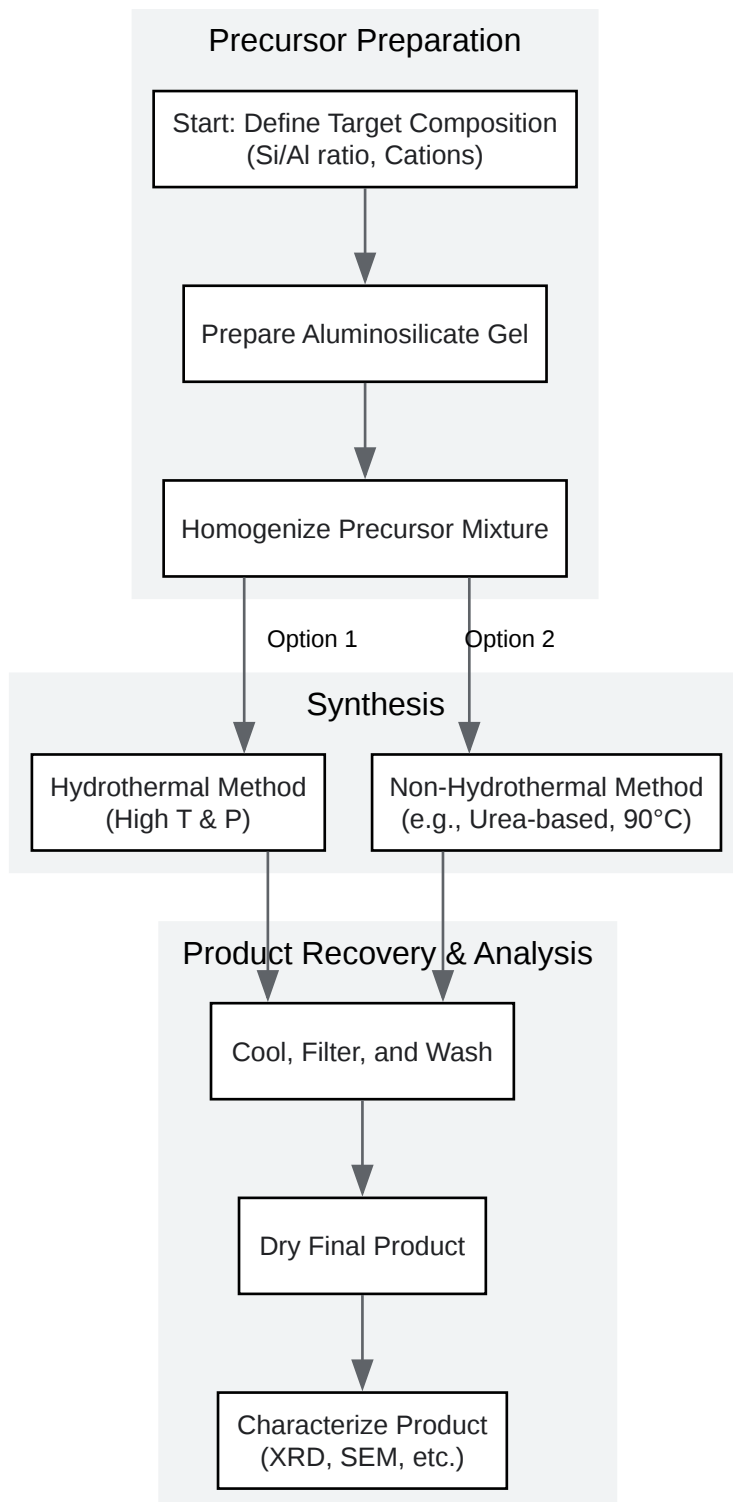 Precursor Preparation
Start: Define Target Composition
(Si/Al ratio, Cations)
Prepare Aluminosilicate Gel
Homogenize Precursor Mixture
Option 1
Option 2
Synthesis
Hydrothermal Method
(High T & P)
Non-Hydrothermal Method
(e.g., Urea-based, 90°C)
Product Recovery & Analysis
Cool, Filter, and Wash
Dry Final Product
Characterize Product
(XRD, SEM, etc.)